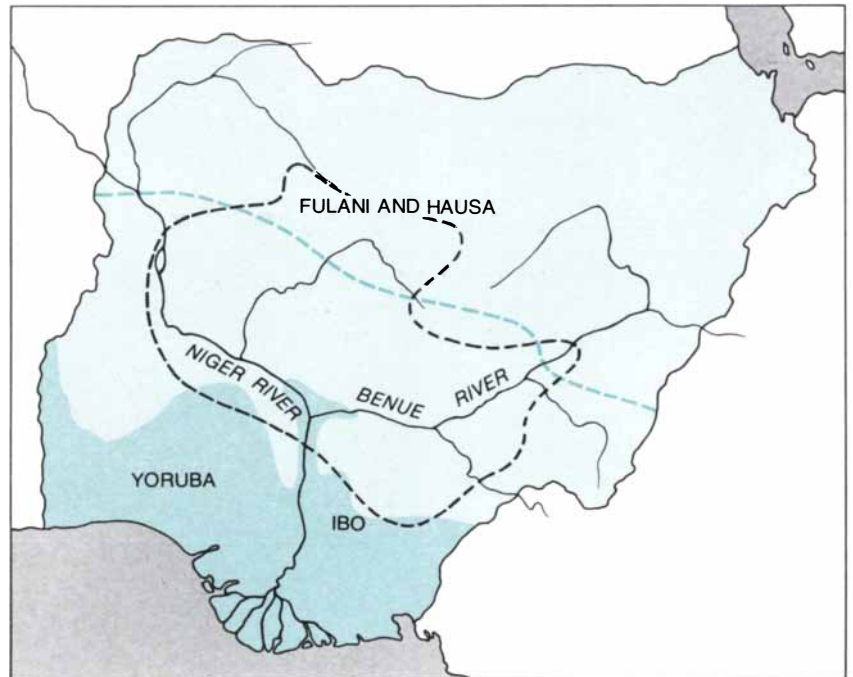 FULANI AND HAUSA
NIGER RIVER
BENUE RIVER
YORUBA
IBO